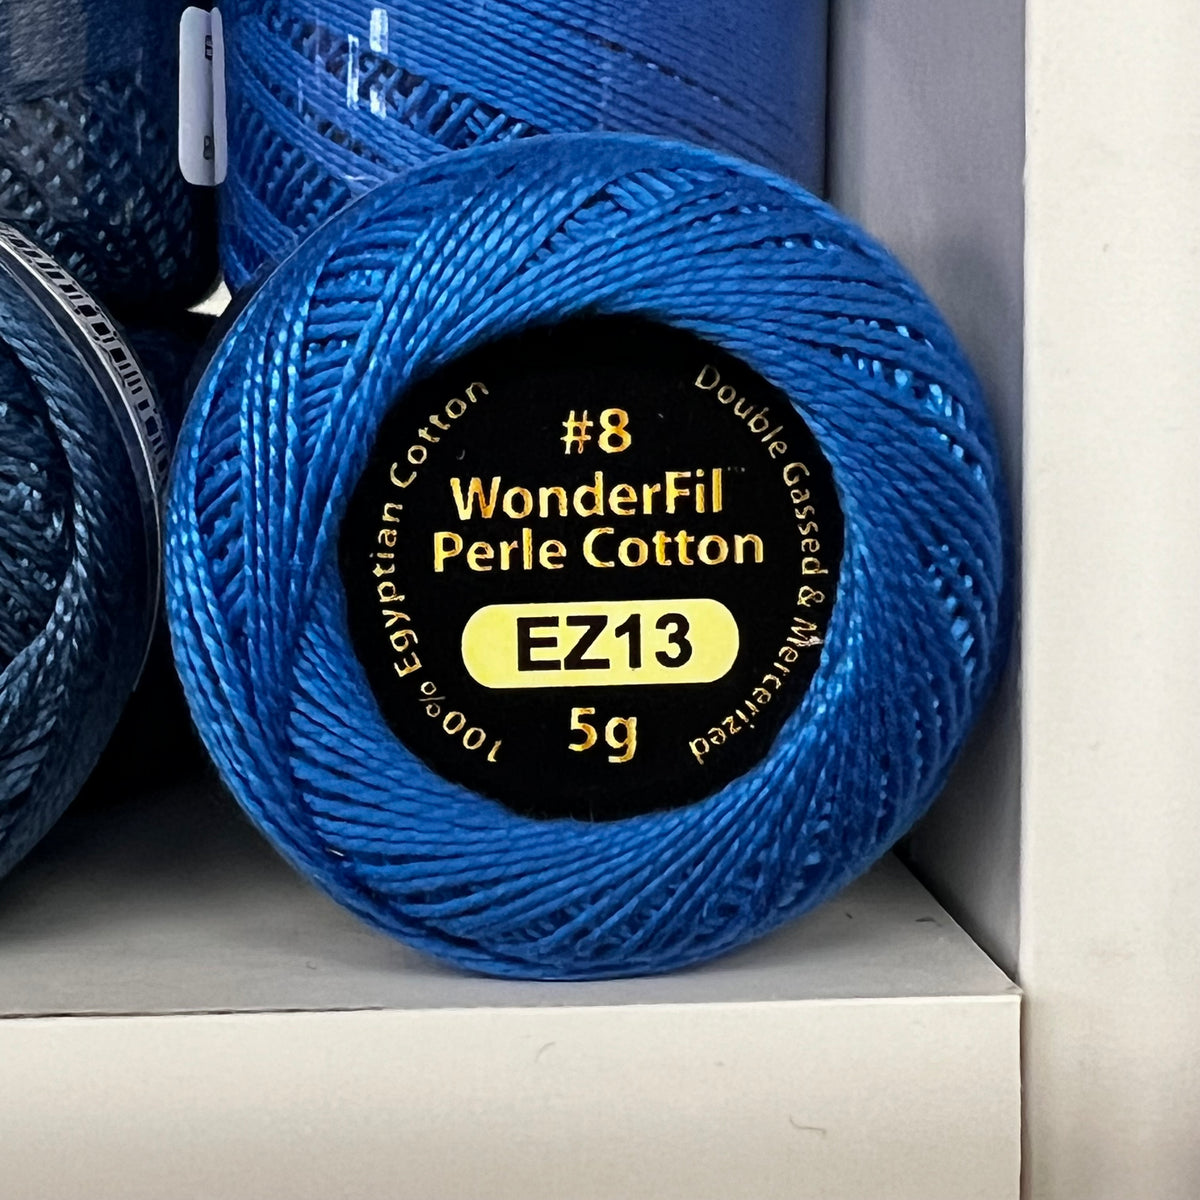 #8
WonderFil
Perle Cotton
EZ13
5g
100% Egyptian Cotton
Double Gassed & Mercerized